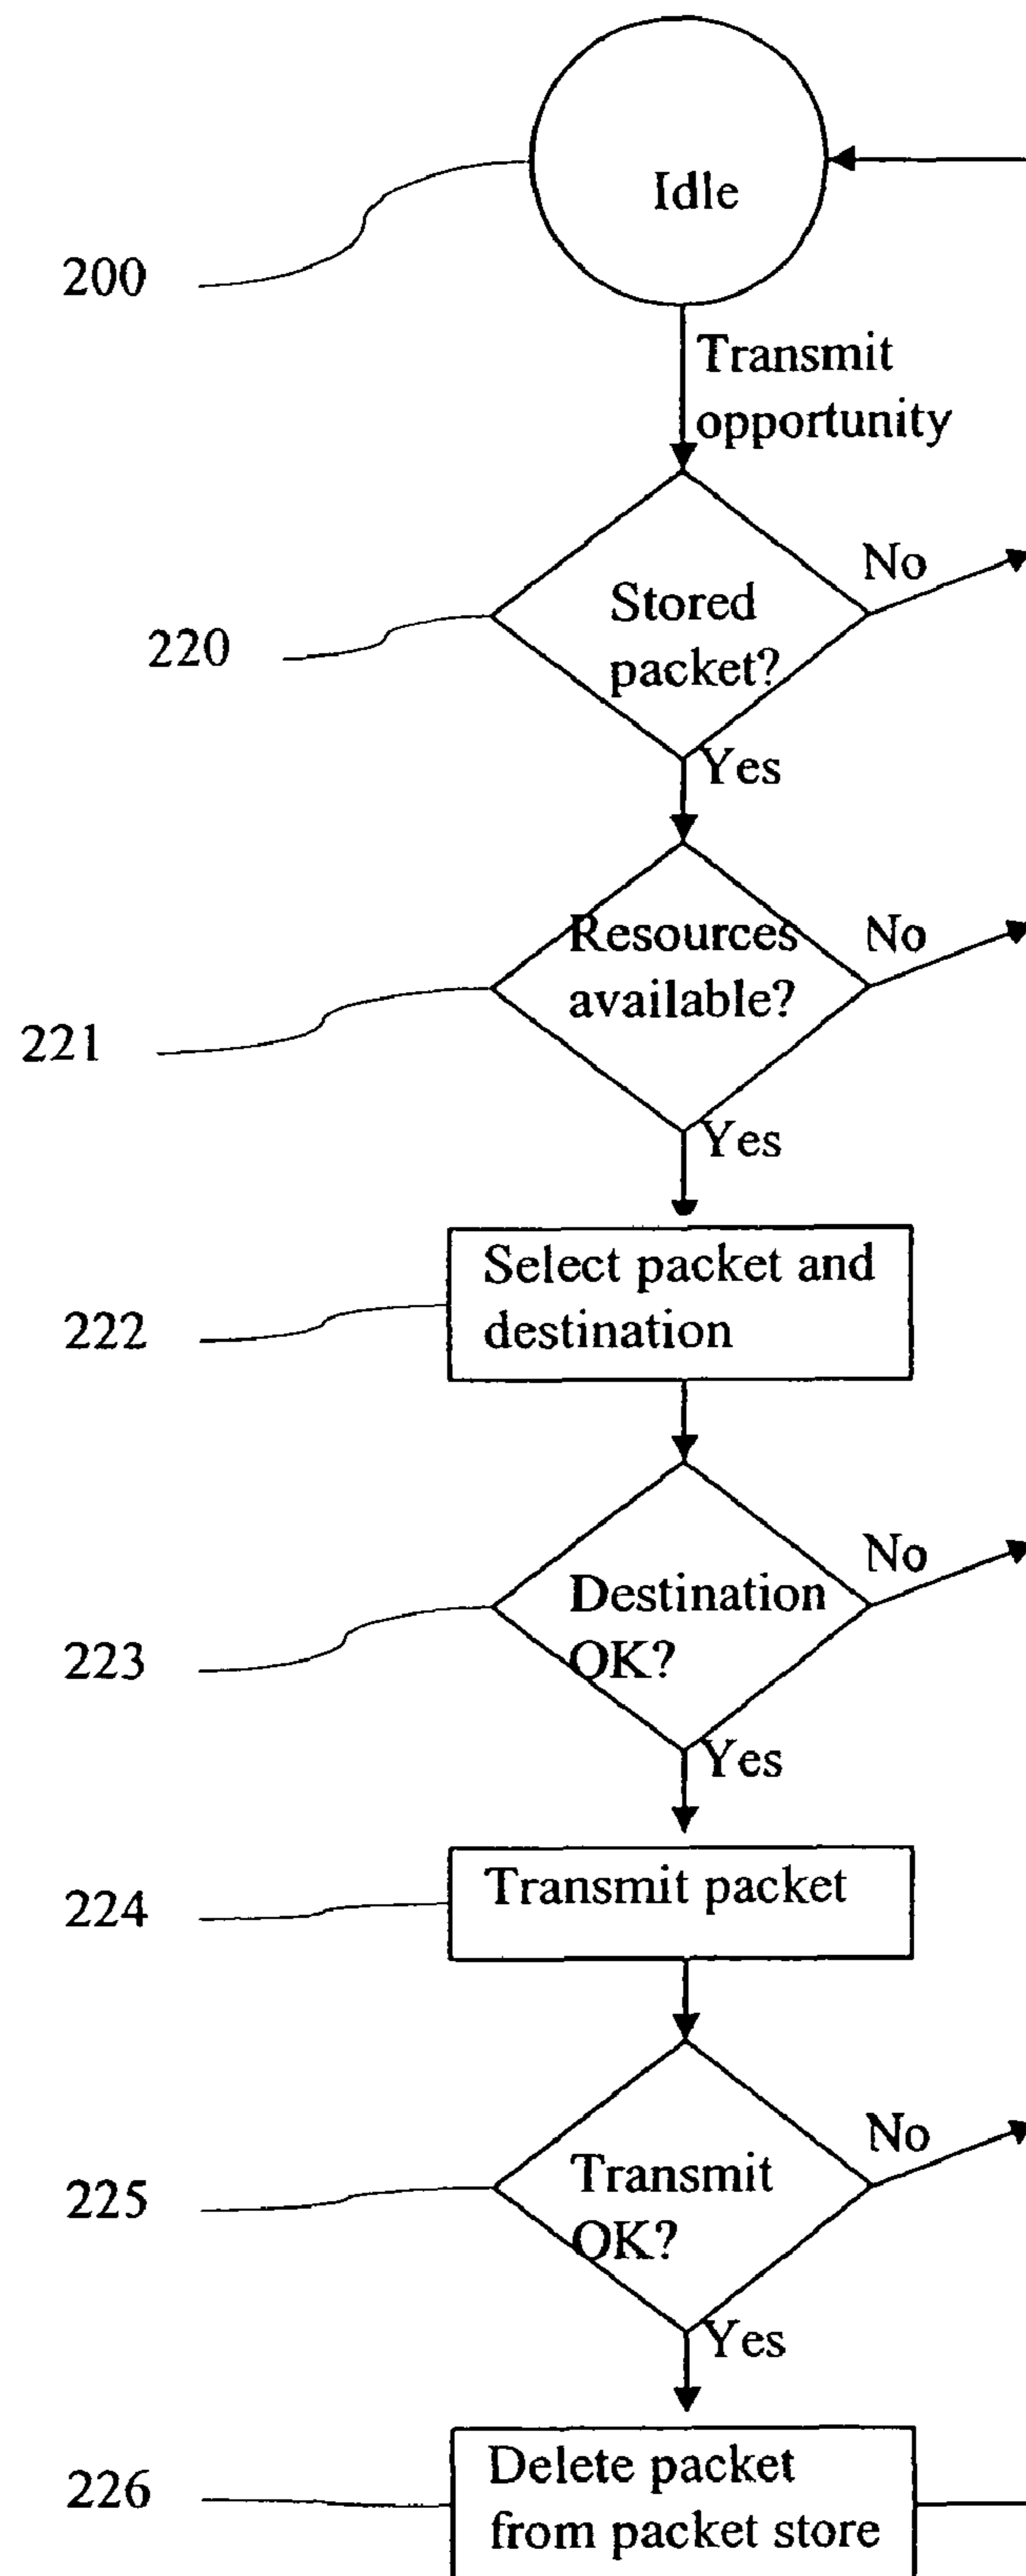 Idle
200
Transmit
opportunity
No
Stored
packet?
220
Yes
Resources
No
available?
221
Yes
Select packet and
destination
222
No
Destination
OK?
223
Yes
Transmit packet
224
No
Transmit
OK?
225
Yes
Delete packet
from packet store
226